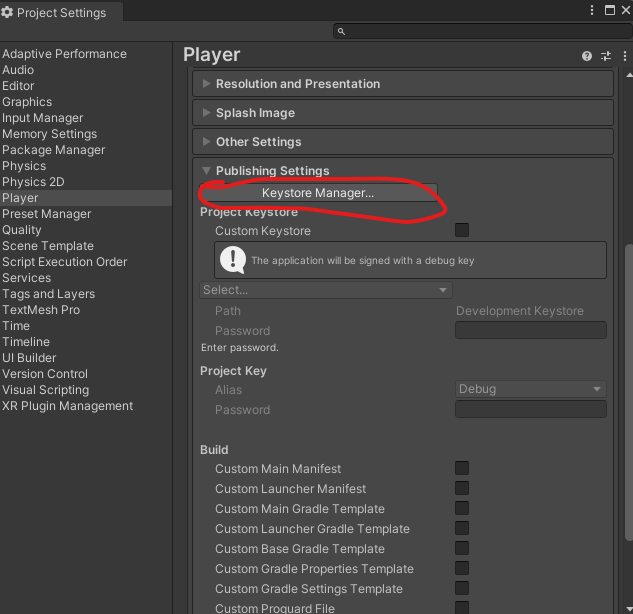 Project Settings
Adaptive Performance
Audio
Editor
Graphics
Input Manager
Memory Settings
Package Manager
Physics
Physics 2D
Player
Preset Manager
Quality
Scene Template
Script Execution Order
Services
Tags and Layers
TextMesh Pro
Time
Timeline
UI Builder
Version Control
Visual Scripting
XR Plugin Management
Player
Resolution and Presentation
Splash Image
Other Settings
Publishing Settings
Keystore Manager...
Project Keystore
Custom Keystore
The application will be signed with a debug key
Select...
Path Development Keystore
Password
Enter password.
Project Key
Alias Debug
Password
Build
Custom Main Manifest
Custom Launcher Manifest
Custom Main Gradle Template
Custom Launcher Gradle Template
Custom Base Gradle Template
Custom Gradle Properties Template
Custom Gradle Settings Template
Custom Proguard File